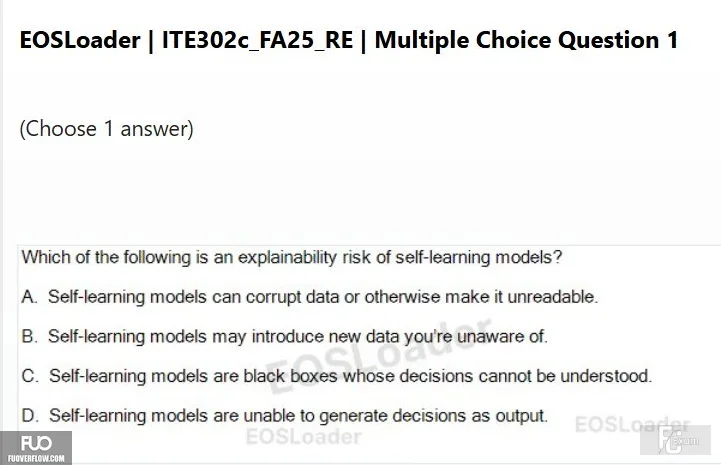 EOSLoader | ITE302c_FA25_RE | Multiple Choice Question 1
(Choose 1 answer)
Which of the following is an explainability risk of self-learning models?
A. Self-learning models can corrupt data or otherwise make it unreadable.
B. Self-learning models may introduce new data you're unaware of.
C. Self-learning models are black boxes whose decisions cannot be understood.
D. Self-learning models are unable to generate decisions as output.
EOSLoader
EOSLoader
EOSLoader
FUO
FUOVERFLOW.COM